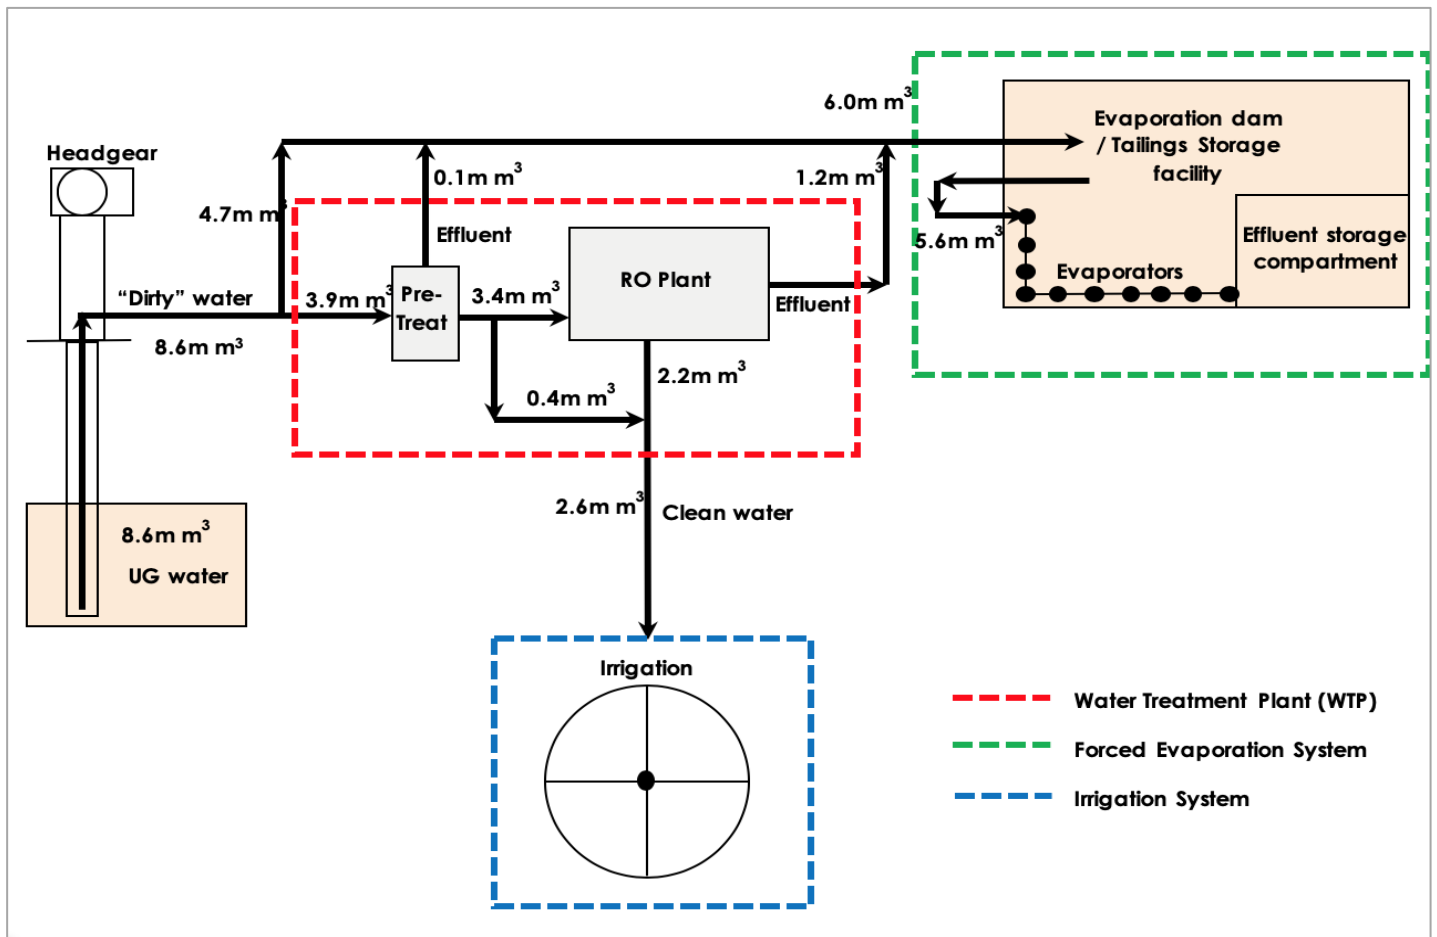 6.0m m³
Evaporation dam
/ Tailings Storage
facility
Headgear
0.1m m³
1.2m m³
4.7m m³
Effluent
5.6m m³
Effluent storage
compartment
Evaporators
RO Plant
"Dirty" water
3.9m m³
Pre-
Treat
3.4m m³
Effluent
8.6m m³
2.2m m³
0.4m m³
2.6m m³
Clean water
8.6m m³
UG water
Irrigation
Water Treatment Plant (WTP)
Forced Evaporation System
Irrigation System